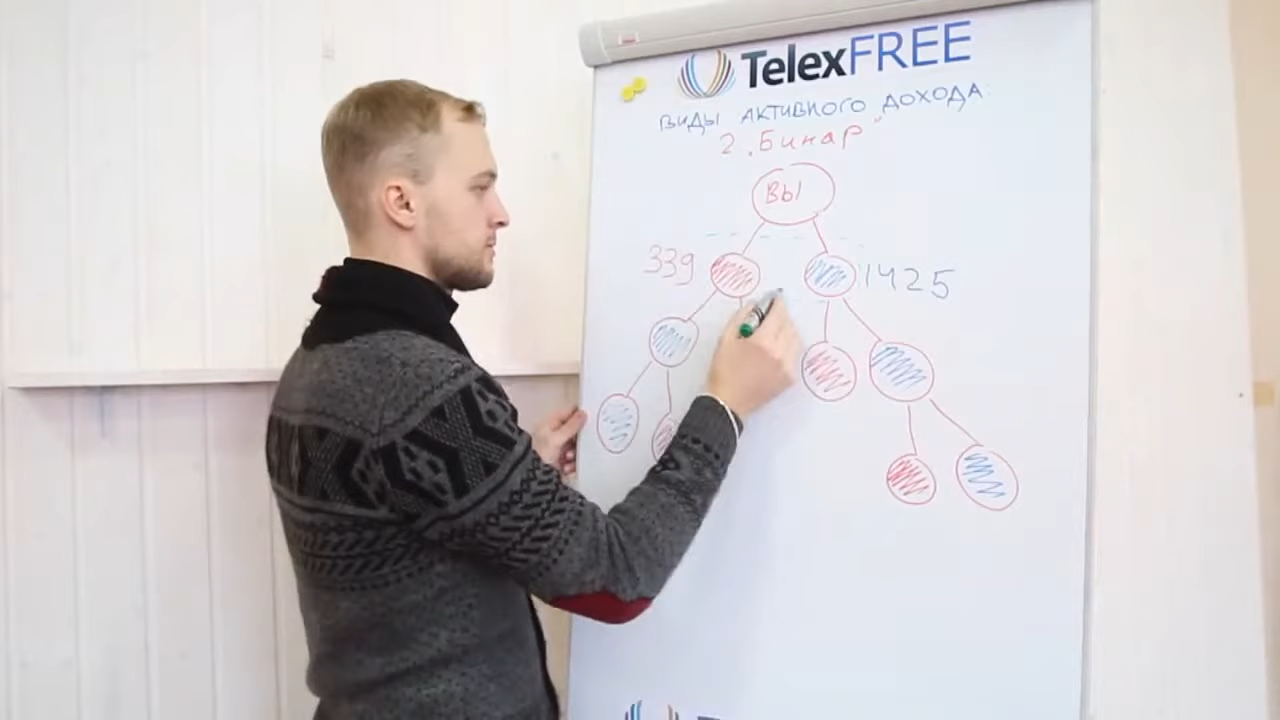 TelexFREE
ВИДЫ АКТИВНОГО ДОХОДА:
2 „Бинар"
ВЫ
339
1425